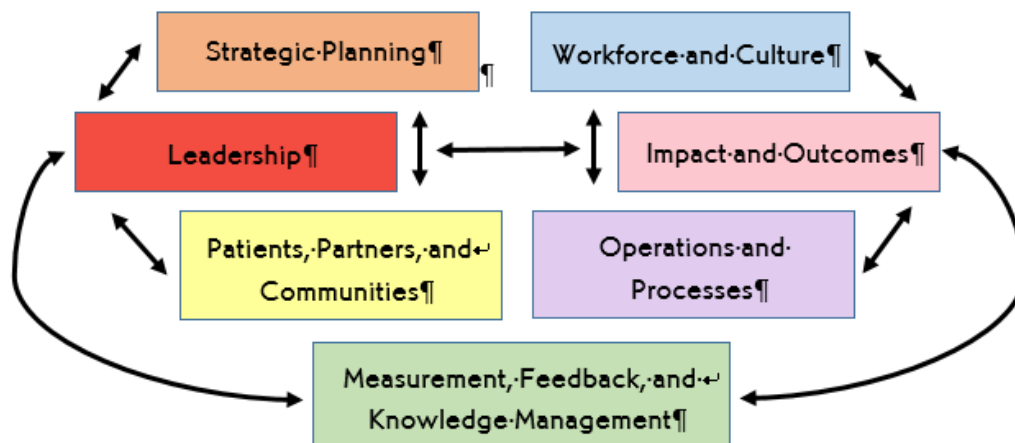 Strategic·Planning¶
¶
Workforce·and·Culture¶
Leadership¶
Impact·and·Outcomes¶
Patients,·Partners,·and·↵
Communities¶
Operations·and·
Processes¶
Measurement,·Feedback,·and·↵
Knowledge·Management¶